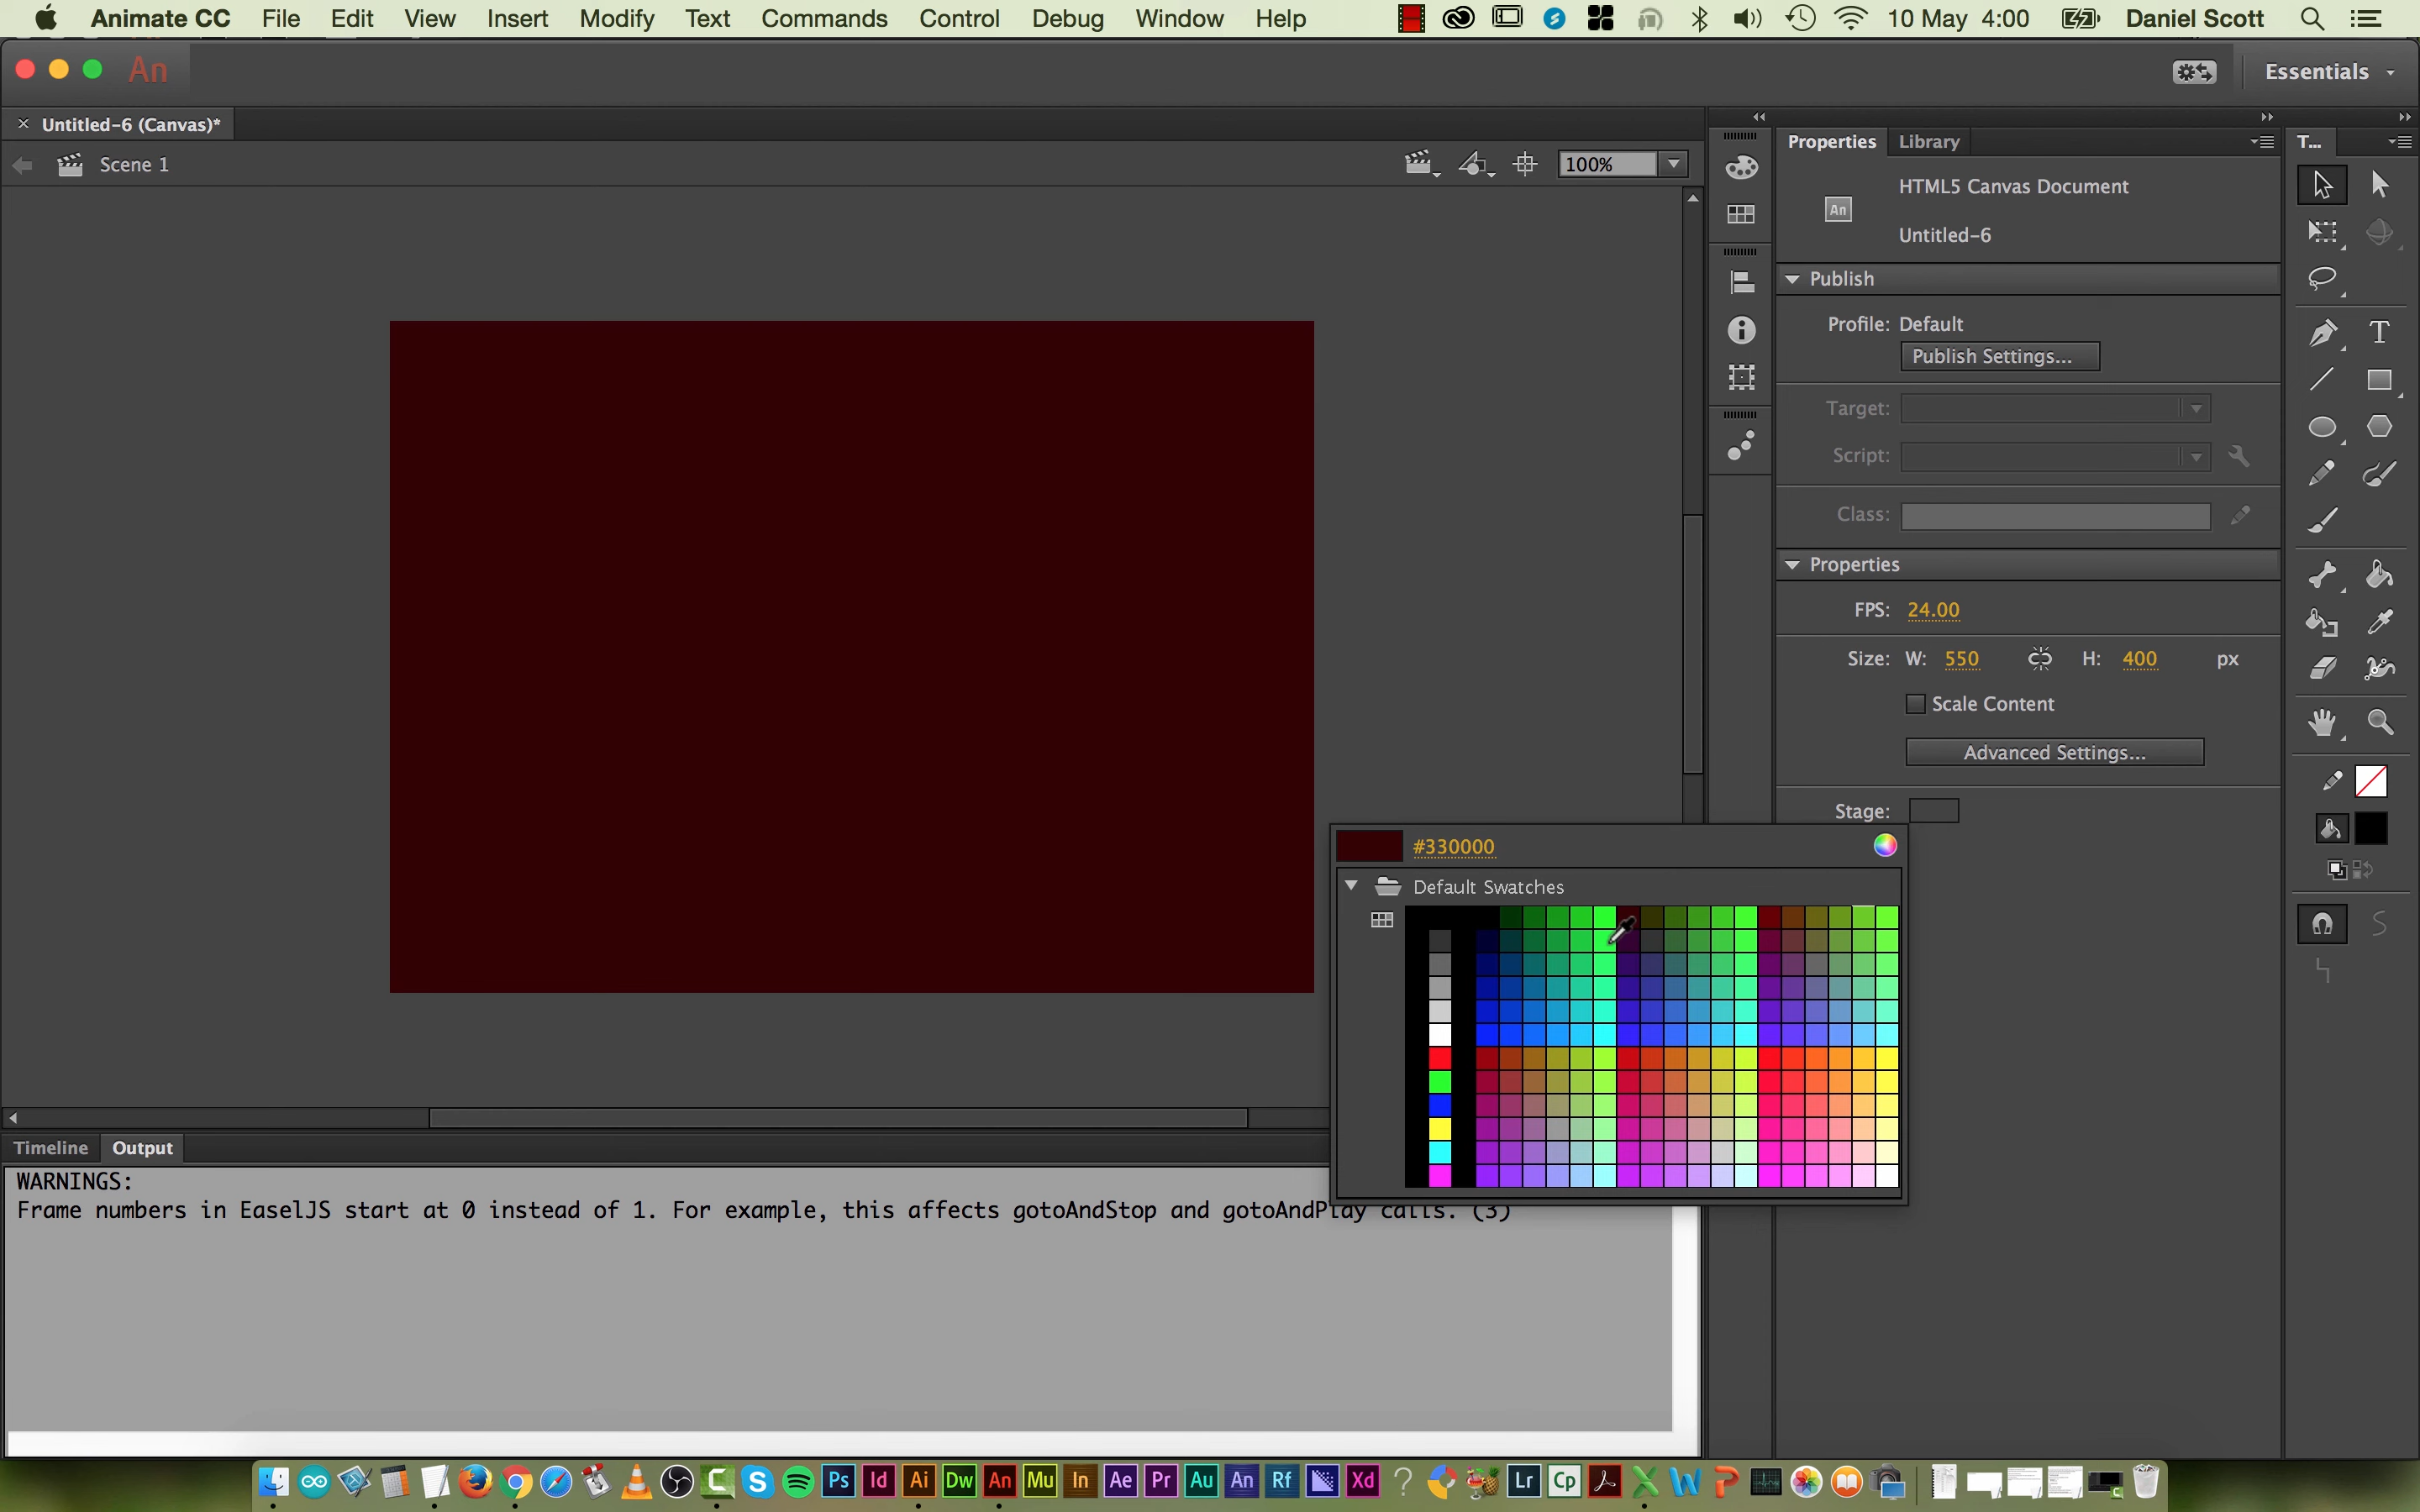 Animate CC File Edit View Insert Modify Text Commands Control Debug Window Help 10 May 4:00 Daniel Scott
An Essentials
× Untitled-6 (Canvas)*
Scene 1 100%
Properties Library T...
HTML5 Canvas Document
An
Untitled-6
Publish
Profile: Default
Publish Settings...
Target:
Script:
Class:
Properties
FPS: 24.00
Size: W: 550 H: 400 px
Scale Content
Advanced Settings...
Stage:
#330000
Default Swatches
Timeline Output
WARNINGS:
Frame numbers in EaselJS start at 0 instead of 1. For example, this affects gotoAndStop and gotoAndPlay calls. (3)
Ps Id Ai Dw An Mu In Ae Pr Au An Rf Xd ? Lr Cp